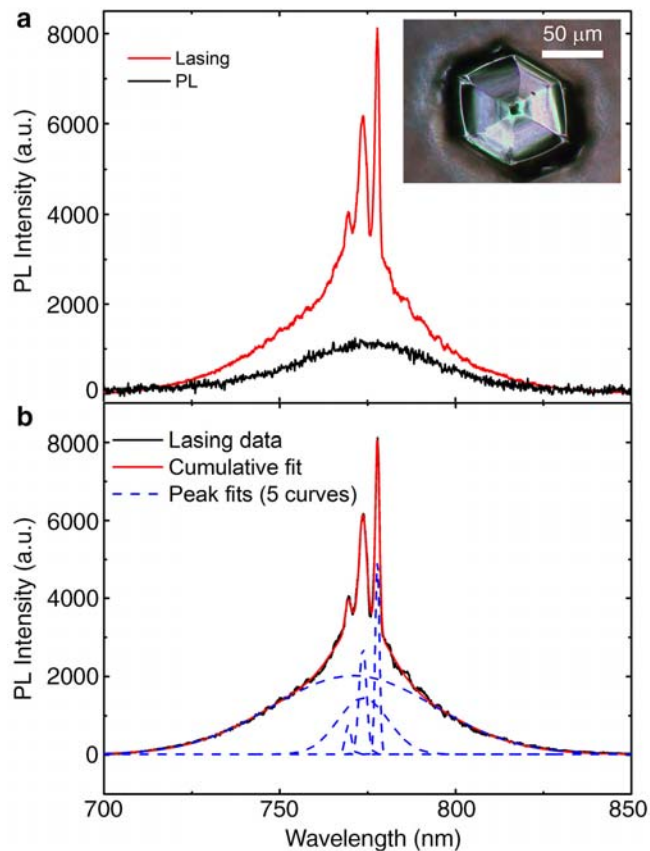 a
8000
6000
4000
2000
0
PL Intensity (a.u.)
Lasing
PL
50 μm
b
8000
6000
4000
2000
0
PL Intensity (a.u.)
Lasing data
Cumulative fit
Peak fits (5 curves)
700 750 800 850
Wavelength (nm)